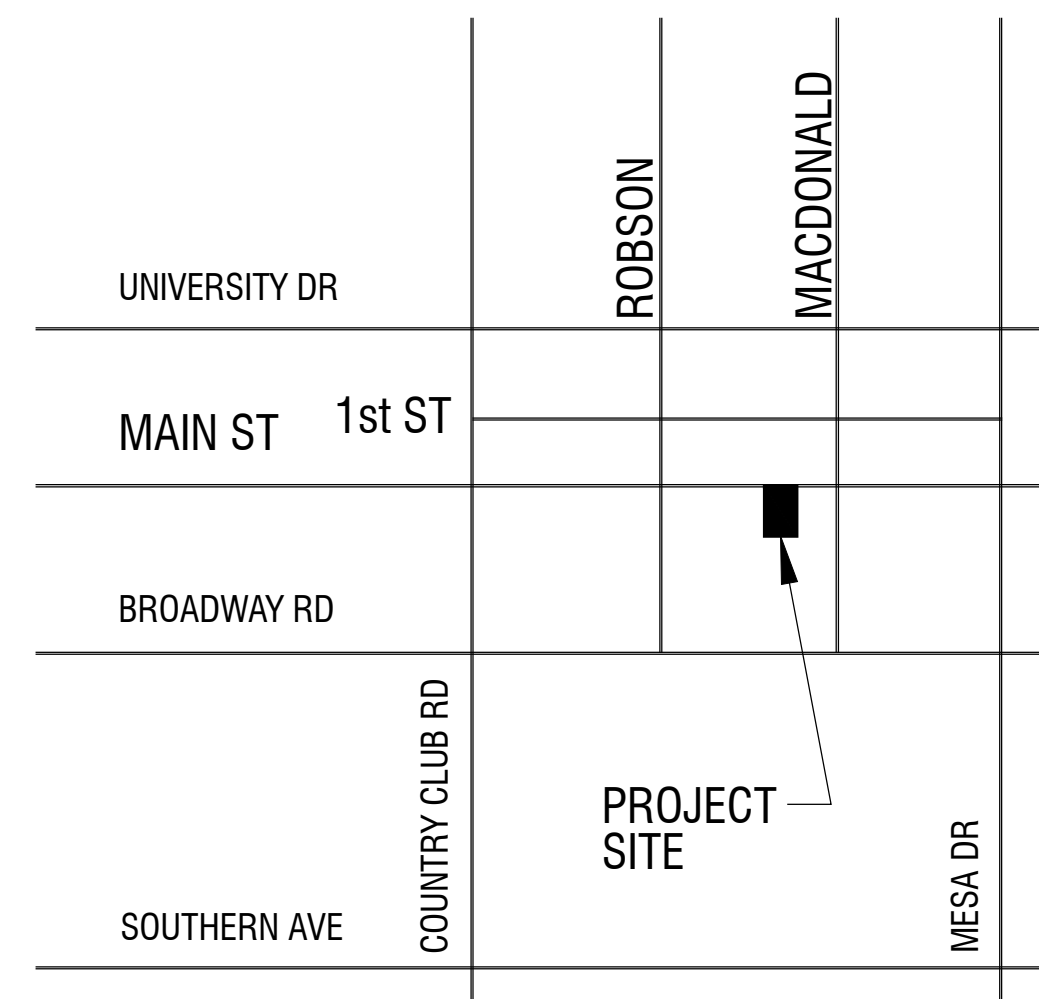 ROBSON
MACDONALD
UNIVERSITY DR
1st ST
MAIN ST
BROADWAY RD
COUNTRY CLUB RD
PROJECT
SITE
MESA DR
SOUTHERN AVE